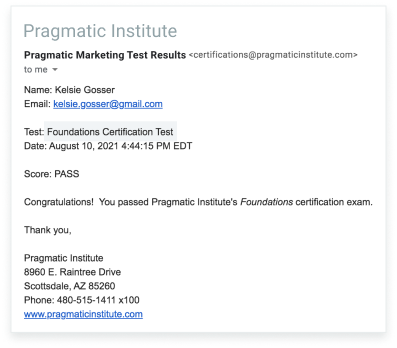 Pragmatic Institute
Pragmatic Marketing Test Results <certifications@pragmaticinstitute.com>
to me
Name: Kelsie Gosser
Email: kelsie.gosser@gmail.com
Test: Foundations Certification Test
Date: August 10, 2021 4:44:15 PM EDT
Score: PASS
Congratulations!  You passed Pragmatic Institute's Foundations certification exam.
Thank you,
Pragmatic Institute
8960 E. Raintree Drive
Scottsdale, AZ 85260
Phone: 480-515-1411 x100
www.pragmaticinstitute.com